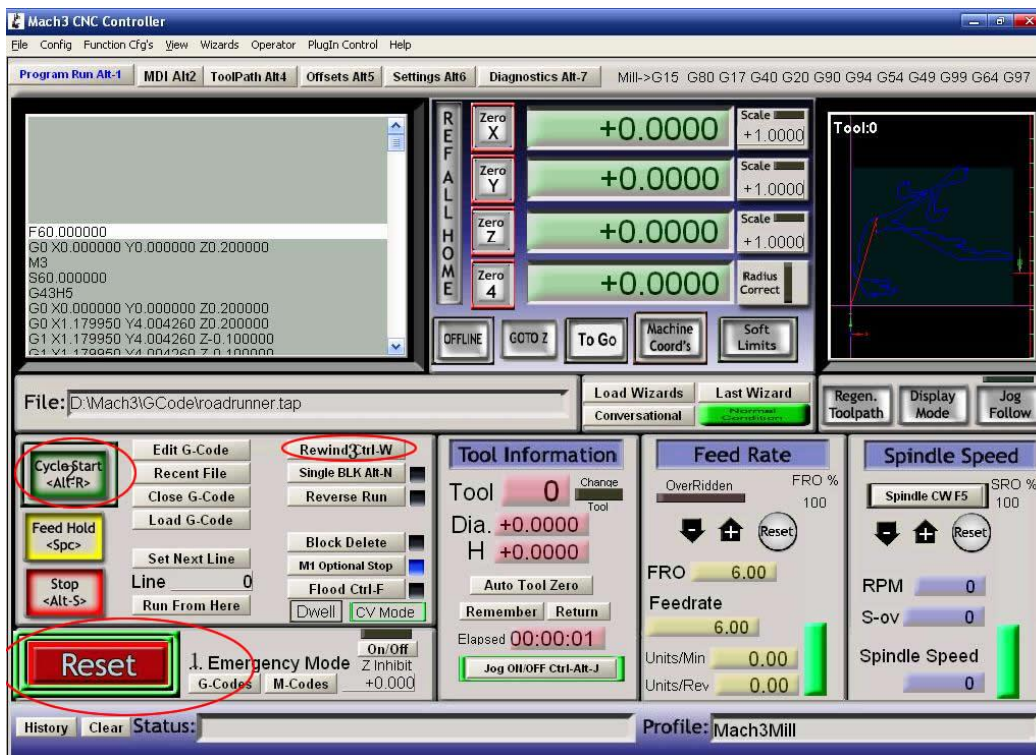 Mach3 CNC Controller
File Config Function Cfg's View Wizards Operator PlugIn Control Help
Program Run Alt-1 MDI Alt2 ToolPath Alt4 Offsets Alt5 Settings Alt6 Diagnostics Alt-7 Mill->G15 G80 G17 G40 G20 G90 G94 G54 G49 G99 G64 G97
F60.000000
G0 X0.000000 Y0.000000 Z0.200000
M3
S60.000000
G43H5
G0 X0.000000 Y0.000000 Z0.200000
G0 X1.179950 Y4.004260 Z0.200000
G1 X1.179950 Y4.004260 Z-0.100000
G1 X1.179950 Y4.004260 Z-0.100000
REF ALL HOME
Zero X +0.0000 Scale +1.0000
Zero Y +0.0000 Scale +1.0000
Zero Z +0.0000 Scale +1.0000
Zero 4 +0.0000 Radius Correct
OFFLINE GOTO Z To Go Machine Coord's Soft Limits
Tool:0
File: D:\Mach3\GCode\roadrunner.tap
Load Wizards Last Wizard
Conversational Normal Condition
Regen. Toolpath Display Mode Jog Follow
Cycle Start <Alt-R> 2
Feed Hold <Spc>
Stop <Alt-S>
Edit G-Code
Recent File
Close G-Code
Load G-Code
Set Next Line
Line 0
Run From Here
Rewind Ctrl-W 3
Single BLK Alt-N
Reverse Run
Block Delete
M1 Optional Stop
Flood Ctrl-F
Dwell CV Mode
Reset
1. Emergency Mode
G-Codes M-Codes
On/Off
Z Inhibit
+0.000
Tool Information
Tool 0 Change Tool
Dia. +0.0000
H +0.0000
Auto Tool Zero
Remember Return
Elapsed 00:00:01
Jog ON/OFF Ctrl-Alt-J
Feed Rate
OverRidden FRO % 100
Reset
FRO 6.00
Feedrate
6.00
Units/Min 0.00
Units/Rev 0.00
Spindle Speed
Spindle CW F5 SRO % 100
Reset
RPM 0
S-ov 0
Spindle Speed
0
History Clear Status:
Profile: Mach3Mill